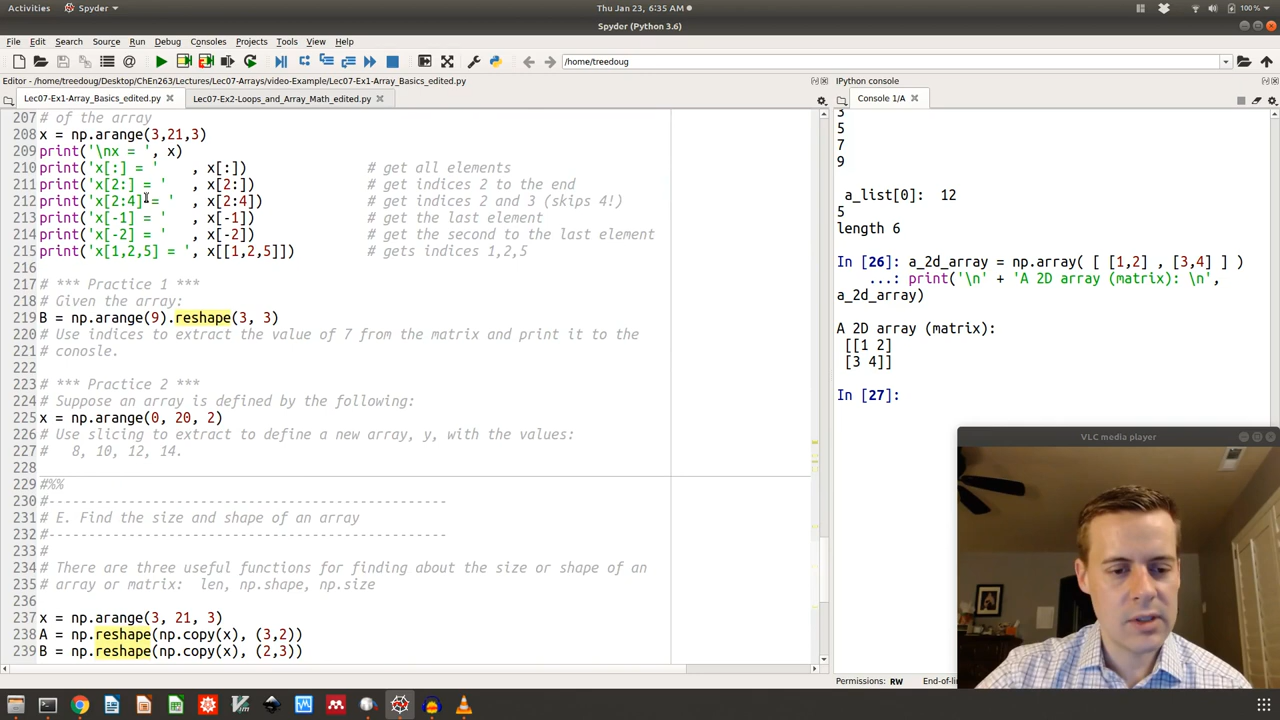 Activities
Spyder
Thu Jan 23, 6:35 AM
100 %
Spyder (Python 3.6)
File Edit Search Source Run Debug Consoles Projects Tools View Help
/home/treedoug
Editor - /home/treedoug/Desktop/ChEn263/Lectures/Lec07-Arrays/video-Example/Lec07-Ex1-Array_Basics_edited.py
Lec07-Ex1-Array_Basics_edited.py
Lec07-Ex2-Loops_and_Array_Math_edited.py
207 # of the array
208 x = np.arange(3,21,3)
209 print('\nx = ', x)
210 print('x[:] = '    , x[:])    # get all elements
211 print('x[2:] = '   , x[2:])    # get indices 2 to the end
212 print('x[2:4] = '  , x[2:4])    # get indices 2 and 3 (skips 4!)
213 print('x[-1] = '   , x[-1])    # get the last element
214 print('x[-2] = '   , x[-2])    # get the second to the last element
215 print('x[1,2,5] = ', x[[1,2,5]])    # gets indices 1,2,5
216
217 # *** Practice 1 ***
218 # Given the array:
219 B = np.arange(9).reshape(3, 3)
220 # Use indices to extract the value of 7 from the matrix and print it to the
221 # conosle.
222
223 # *** Practice 2 ***
224 # Suppose an array is defined by the following:
225 x = np.arange(0, 20, 2)
226 # Use slicing to extract to define a new array, y, with the values:
227 #   8, 10, 12, 14.
228
229 #%%
230 #--------------------------------------------------
231 # E. Find the size and shape of an array
232 #--------------------------------------------------
233 #
234 # There are three useful functions for finding about the size or shape of an
235 # array or matrix:  len, np.shape, np.size
236
237 x = np.arange(3, 21, 3)
238 A = np.reshape(np.copy(x), (3,2))
239 B = np.reshape(np.copy(x), (2,3))
IPython console
Console 1/A
3
5
7
9
a_list[0]:  12
5
length 6
In [26]: a_2d_array = np.array( [ [1,2] , [3,4] ] )
...: print('\n' + 'A 2D array (matrix): \n',
a_2d_array)
A 2D array (matrix):
[[1 2]
[3 4]]
In [27]:
VLC media player
Permissions: RW
End-of-li